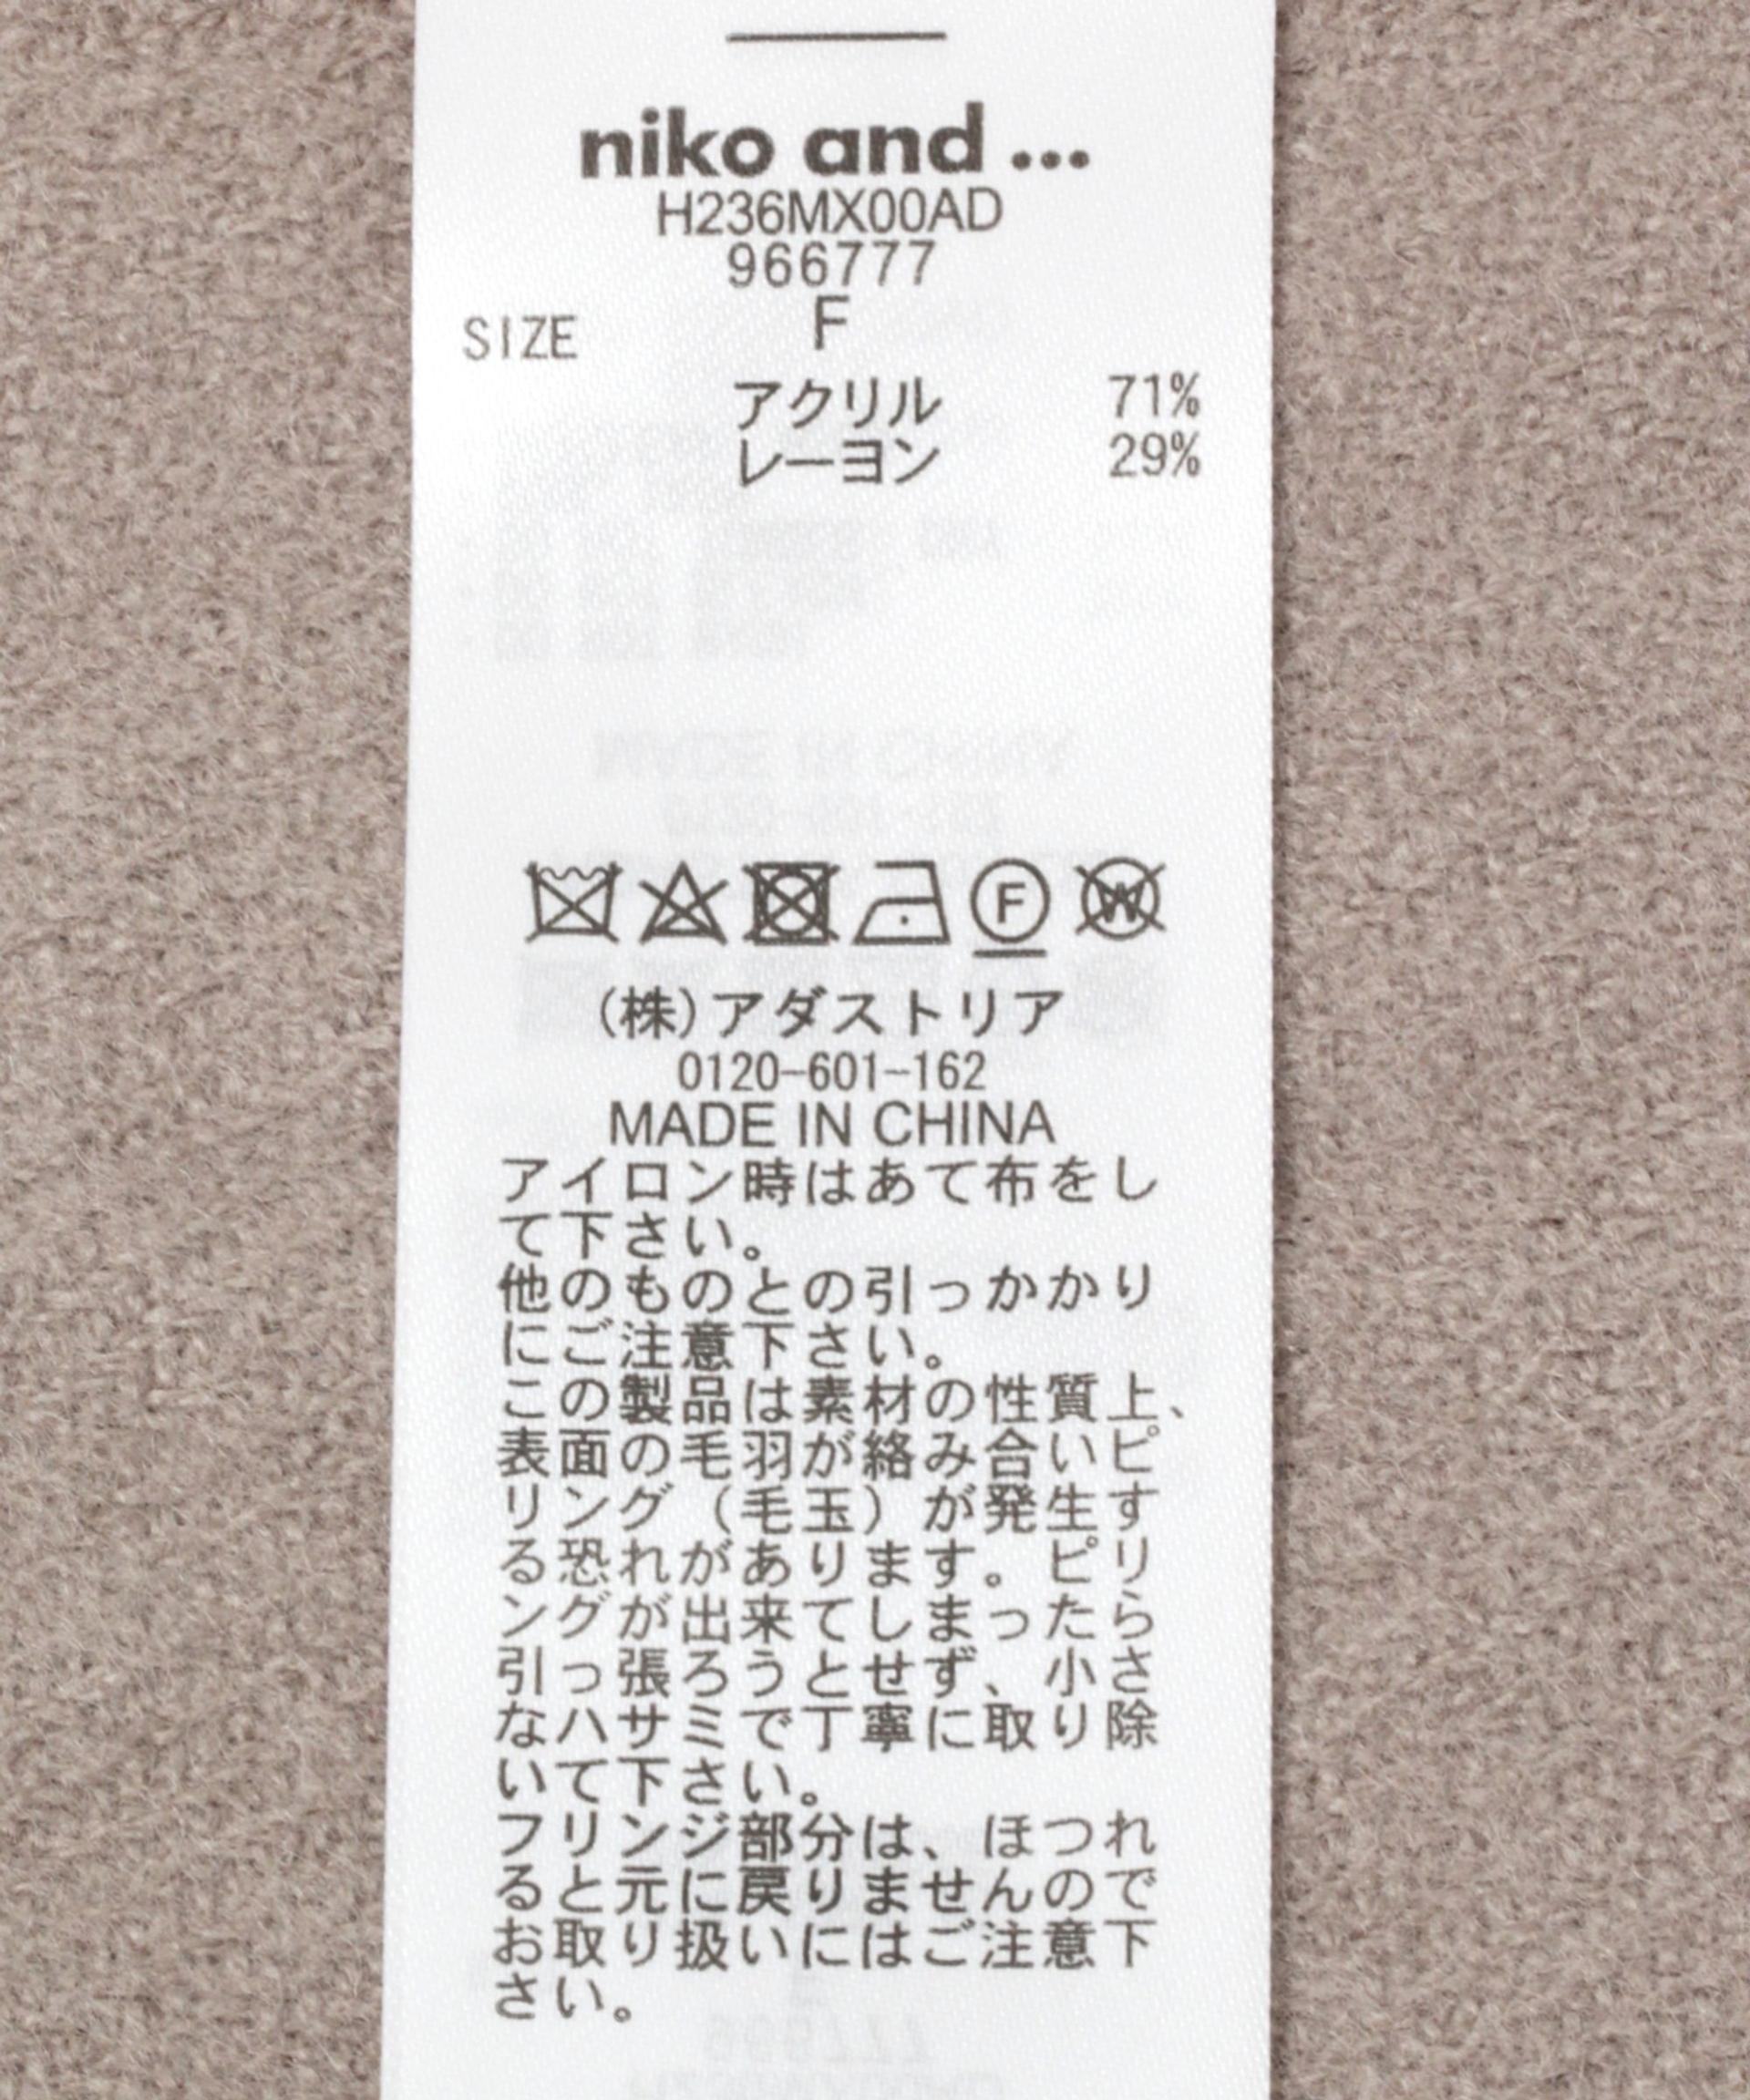 niko and ...
H236MX00AD
966777
SIZE F
アクリル 71%
レーヨン 29%
F
W
(株)アダストリア
0120-601-162
MADE IN CHINA
アイロン時はあて布をし
て下さい。
他のものとの引っかかり
にご注意下さい。
この製品は素材の性質上、
表面の毛羽が絡み合いピ
リング（毛玉）が発生す
る恐れがあります。ピリ
ングが出来てしまったら
引っ張ろうとせず、小さ
なハサミで丁寧に取り除
いて下さい。
フリンジ部分は、ほつれ
ると元に戻りませんので
お取り扱いにはご注意下
さい。